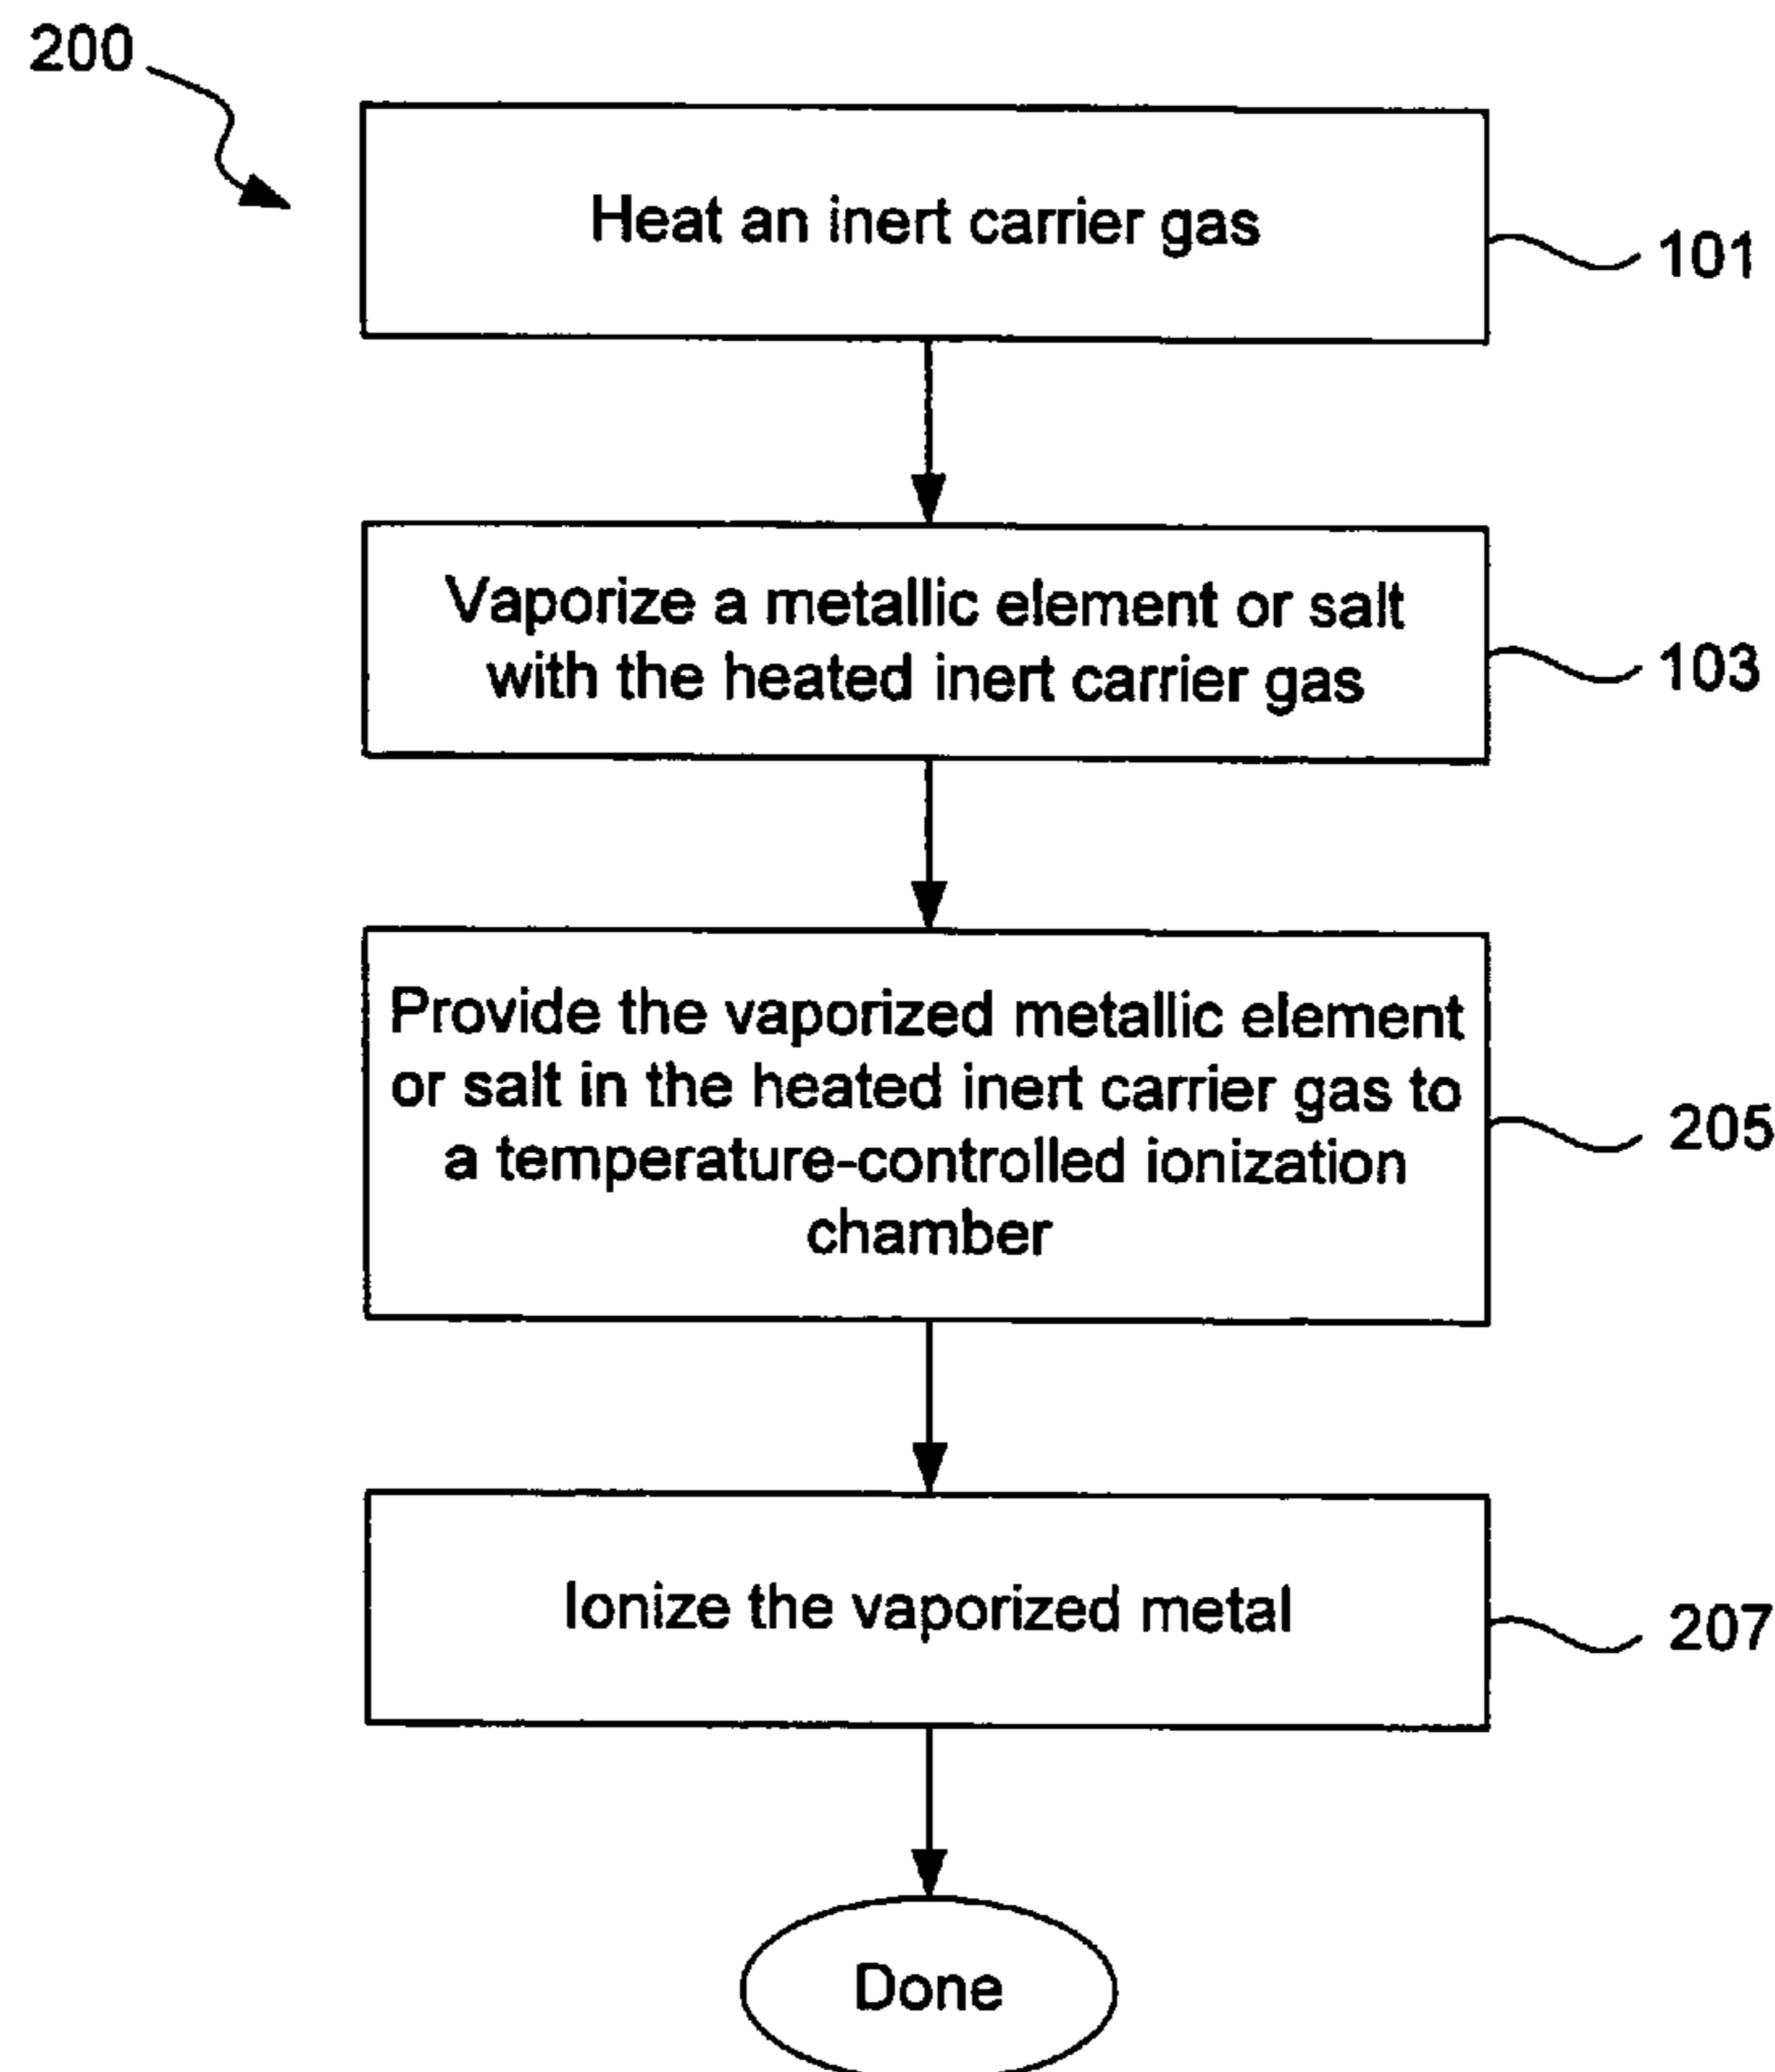 200
Heat an inert carrier gas
101
Vaporize a metallic element or salt
with the heated inert carrier gas
103
Provide the vaporized metallic element
or salt in the heated inert carrier gas to
a temperature-controlled ionization
chamber
205
Ionize the vaporized metal
207
Done